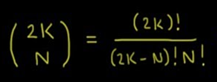 (2K N) = (2K)! / (2K-N)! N!